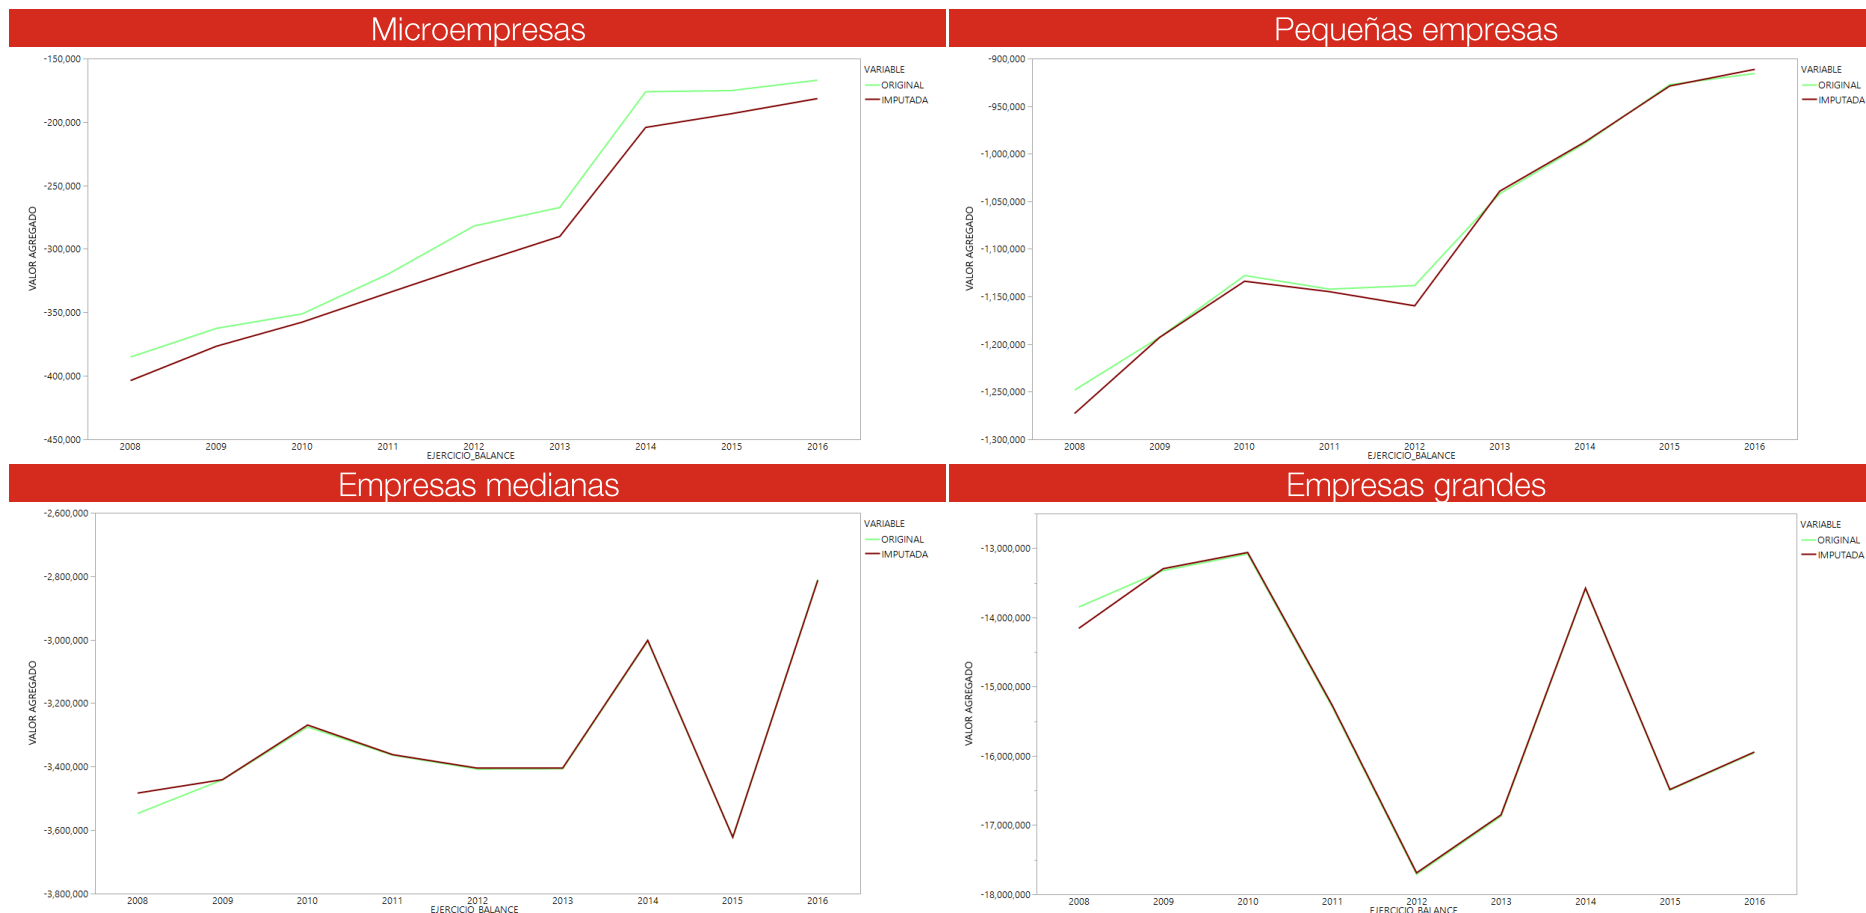 Microempresas
-150,000
-200,000
-250,000
-300,000
-350,000
-400,000
-450,000
VALOR AGREGADO
2008 2009 2010 2011 2012 2013 2014 2015 2016
EJERCICIO_BALANCE
VARIABLE
ORIGINAL
IMPUTADA
Pequeñas empresas
-900,000
-950,000
-1,000,000
-1,050,000
-1,100,000
-1,150,000
-1,200,000
-1,250,000
-1,300,000
VALOR AGREGADO
2008 2009 2010 2011 2012 2013 2014 2015 2016
EJERCICIO_BALANCE
VARIABLE
ORIGINAL
IMPUTADA
Empresas medianas
-2,600,000
-2,800,000
-3,000,000
-3,200,000
-3,400,000
-3,600,000
-3,800,000
VALOR AGREGADO
2008 2009 2010 2011 2012 2013 2014 2015 2016
EJERCICIO_BALANCE
VARIABLE
ORIGINAL
IMPUTADA
Empresas grandes
-13,000,000
-14,000,000
-15,000,000
-16,000,000
-17,000,000
-18,000,000
VALOR AGREGADO
2008 2009 2010 2011 2012 2013 2014 2015 2016
EJERCICIO_BALANCE
VARIABLE
ORIGINAL
IMPUTADA